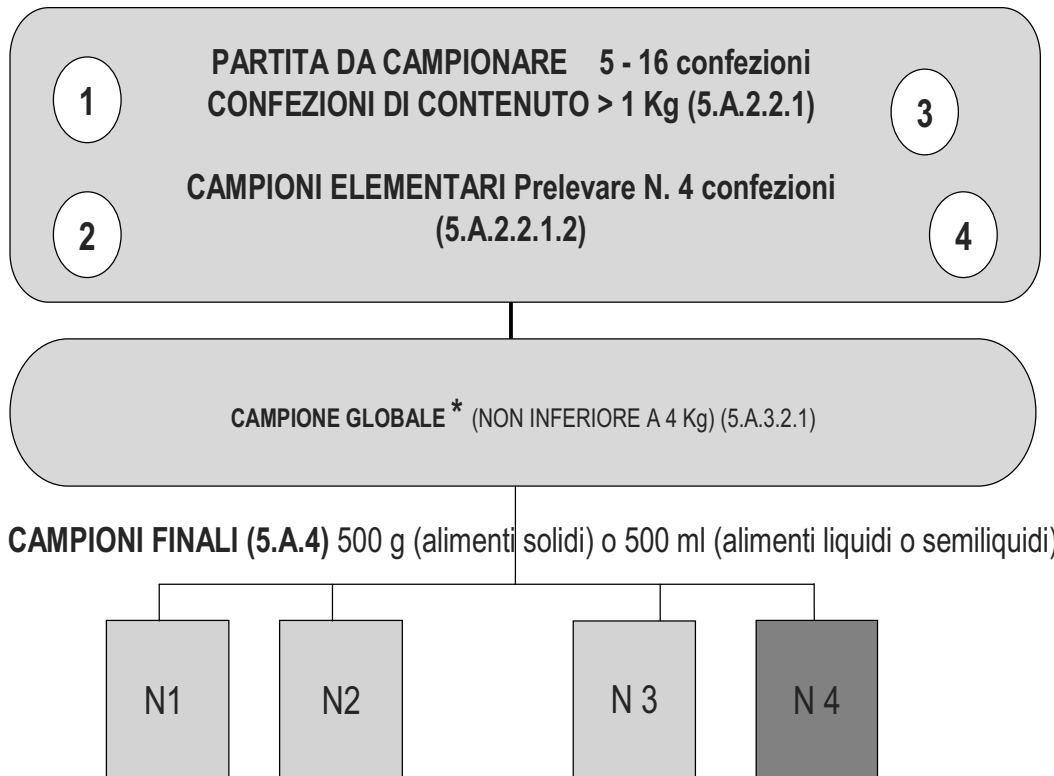 PARTITA DA CAMPIONARE 5 - 16 confezioni
CONFEZIONI DI CONTENUTO > 1 Kg (5.A.2.2.1)
1
3
CAMPIONI ELEMENTARI Prelevare N. 4 confezioni
(5.A.2.2.1.2)
2
4
CAMPIONE GLOBALE * (NON INFERIORE A 4 Kg) (5.A.3.2.1)
CAMPIONI FINALI (5.A.4) 500 g (alimenti solidi) o 500 ml (alimenti liquidi o semiliquidi)
N1
N2
N 3
N 4